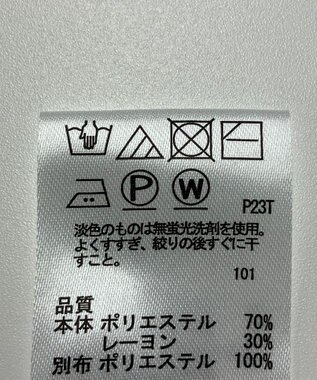 P W P23T
淡色のものは無蛍光洗剤を使用。
よくすすぎ、絞りの後すぐに干
すこと。
101
品質
本体 ポリエステル 70%
レーヨン 30%
別布 ポリエステル 100%